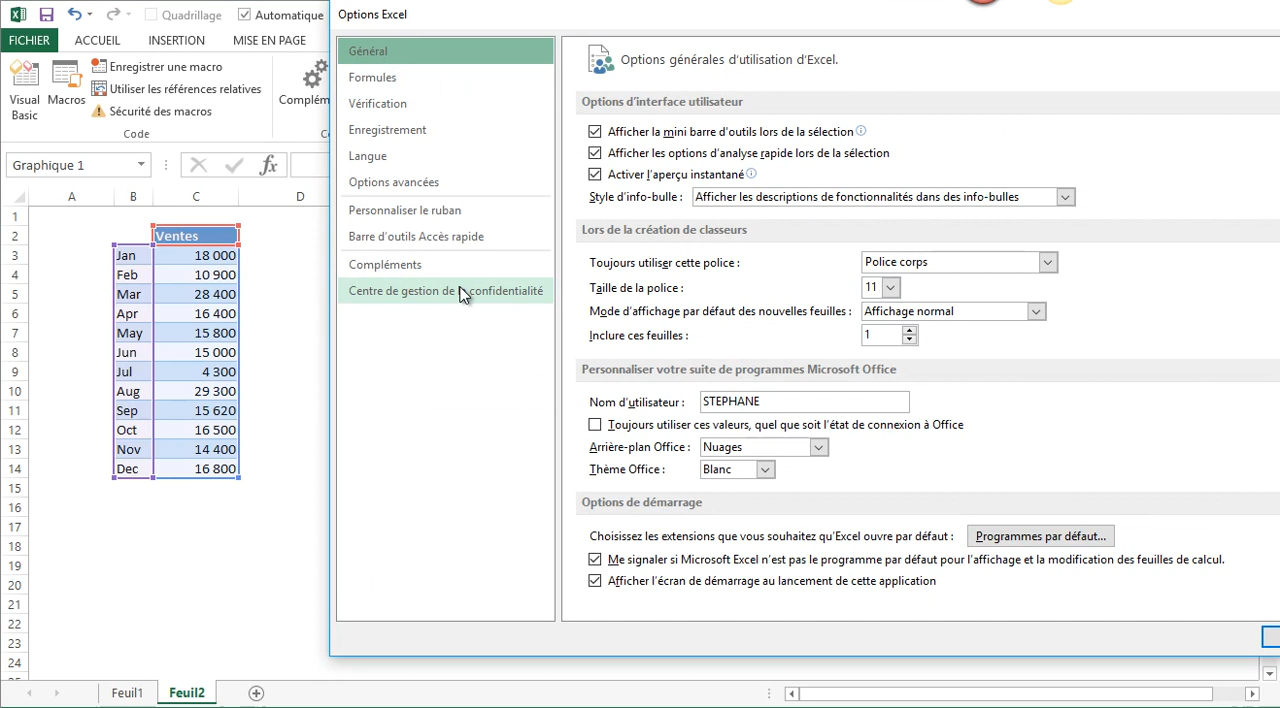 Quadrillage Automatique
FICHIER ACCUEIL INSERTION MISE EN PAGE
Visual Basic
Macros
Enregistrer une macro
Utiliser les références relatives
Sécurité des macros
Code
Complém
Graphique 1
fx
A B C D
1
2 Ventes
3 Jan 18 000
4 Feb 10 900
5 Mar 28 400
6 Apr 16 400
7 May 15 800
8 Jun 15 000
9 Jul 4 300
10 Aug 29 300
11 Sep 15 620
12 Oct 16 500
13 Nov 14 400
14 Dec 16 800
15
16
17
18
19
20
21
22
23
24
Feuil1 Feuil2
Options Excel
Général
Formules
Vérification
Enregistrement
Langue
Options avancées
Personnaliser le ruban
Barre d'outils Accès rapide
Compléments
Centre de gestion de confidentialité
Options générales d'utilisation d'Excel.
Options d'interface utilisateur
Afficher la mini barre d'outils lors de la sélection
Afficher les options d'analyse rapide lors de la sélection
Activer l'aperçu instantané
Style d'info-bulle : Afficher les descriptions de fonctionnalités dans des info-bulles
Lors de la création de classeurs
Toujours utiliser cette police : Police corps
Taille de la police : 11
Mode d'affichage par défaut des nouvelles feuilles : Affichage normal
Inclure ces feuilles : 1
Personnaliser votre suite de programmes Microsoft Office
Nom d'utilisateur : STEPHANE
Toujours utiliser ces valeurs, quel que soit l'état de connexion à Office
Arrière-plan Office : Nuages
Thème Office : Blanc
Options de démarrage
Choisissez les extensions que vous souhaitez qu'Excel ouvre par défaut : Programmes par défaut...
Me signaler si Microsoft Excel n'est pas le programme par défaut pour l'affichage et la modification des feuilles de calcul.
Afficher l'écran de démarrage au lancement de cette application